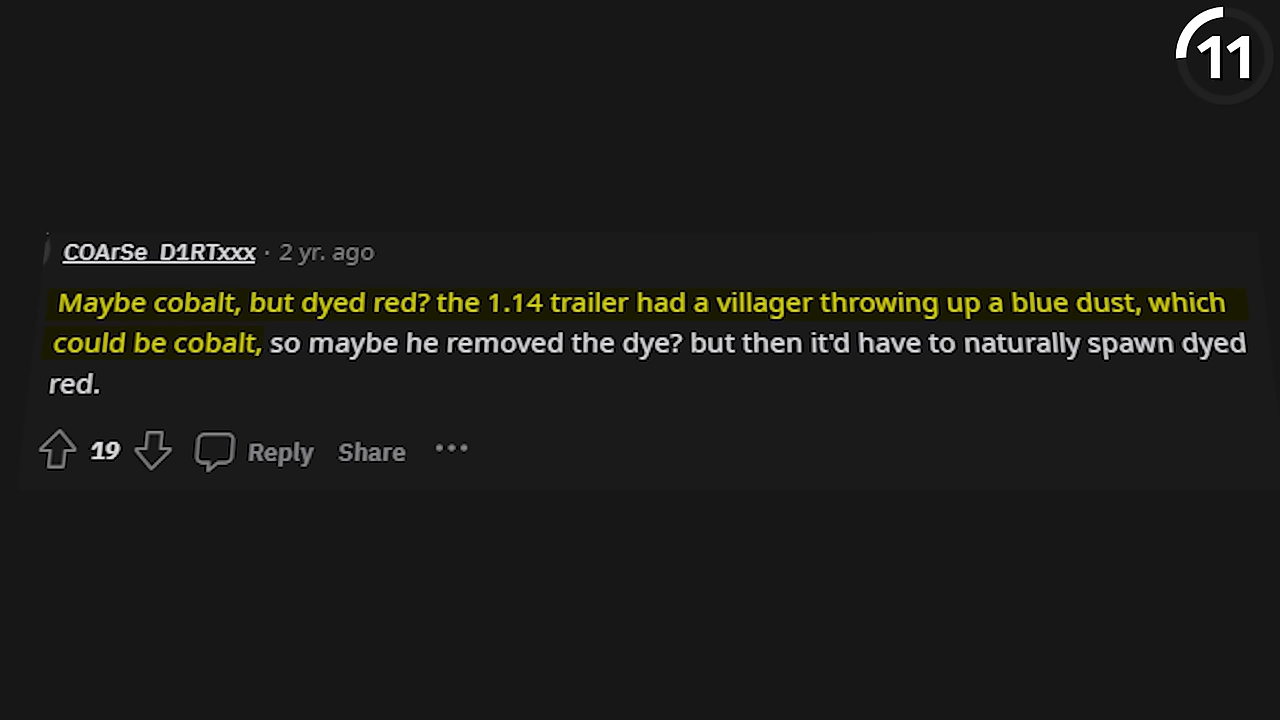 11
COArSe_D1RTxxx · 2 yr. ago
Maybe cobalt, but dyed red? the 1.14 trailer had a villager throwing up a blue dust, which
could be cobalt, so maybe he removed the dye? but then it'd have to naturally spawn dyed
red.
19 Reply Share ···